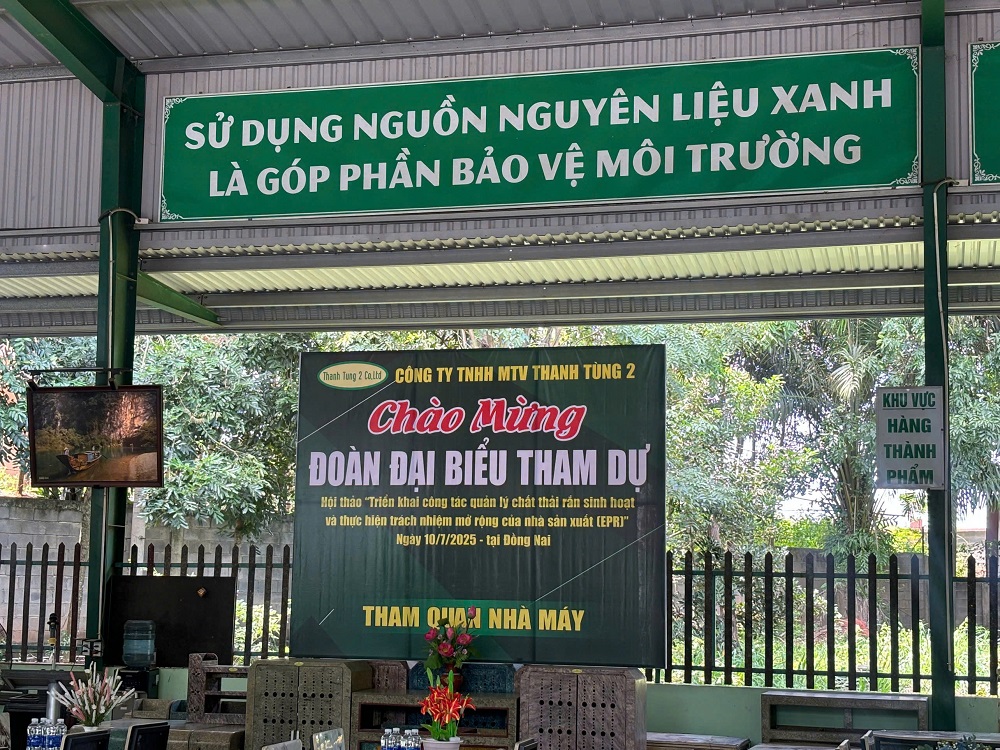 SỬ DỤNG NGUỒN NGUYÊN LIỆU XANH
LÀ GÓP PHẦN BẢO VỆ MÔI TRƯỜNG
Thanh Tung 2 Co.Ltd
CÔNG TY TNHH MTV THANH TÙNG 2
Chào Mừng
ĐOÀN ĐẠI BIỂU THAM DỰ
Hội thảo "Triển khai công tác quản lý chất thải rắn sinh hoạt
và thực hiện trách nhiệm mở rộng của nhà sản xuất (EPR)"
Ngày 10/7/2025 - tại Đồng Nai
THAM QUAN NHÀ MÁY
KHU VỰC
HÀNG
THÀNH
PHẨM